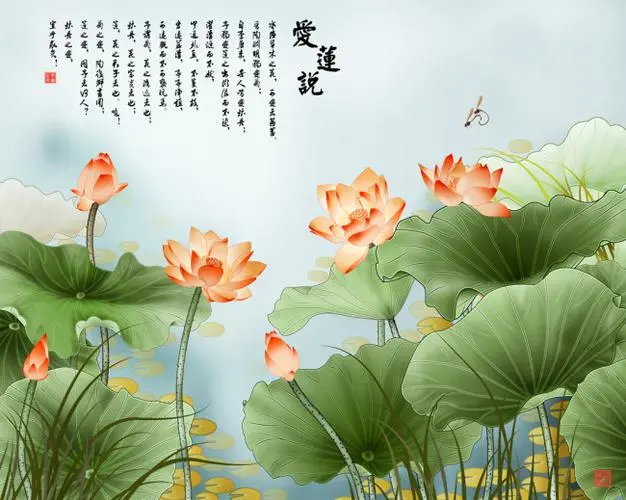 愛蓮說
水陸草木之花，可愛者甚蕃。
晉陶淵明獨愛菊；
自李唐來，世人甚愛牡丹；
予獨愛蓮之出淤泥而不染，
濯清漣而不妖，
中通外直，不蔓不枝，
香遠益清，亭亭淨植，
可遠觀而不可褻玩焉。
予謂菊，花之隱逸者也；
牡丹，花之富貴者也；
蓮，花之君子者也。噫！
菊之愛，陶後鮮有聞；
蓮之愛，同予者何人？
牡丹之愛，
宜乎眾矣！